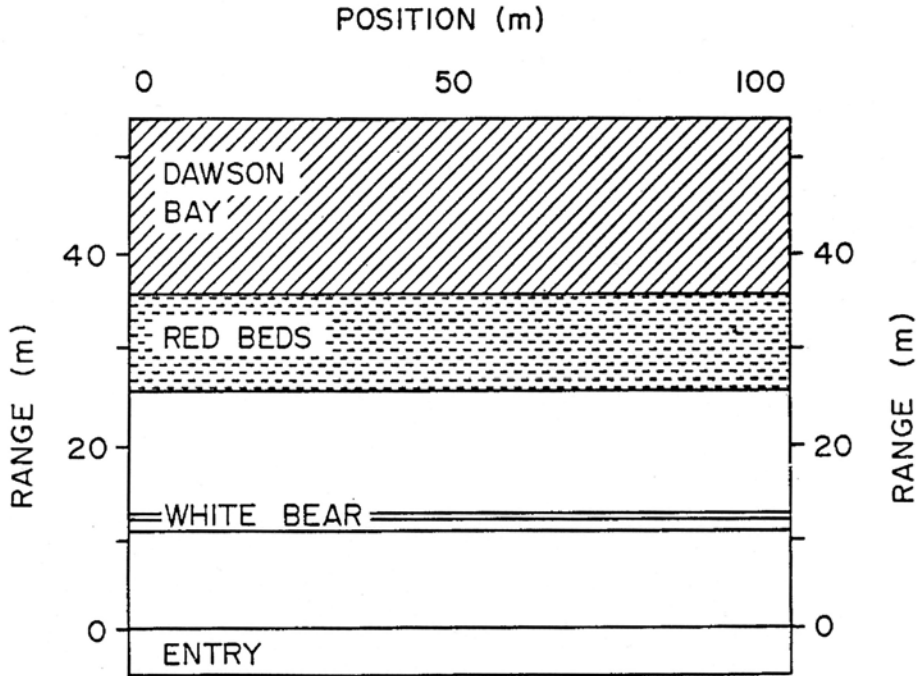 POSITION (m)
0 50 100
DAWSON
BAY
40 40
RED BEDS
RANGE (m)
RANGE (m)
20 20
WHITE BEAR
0 0
ENTRY